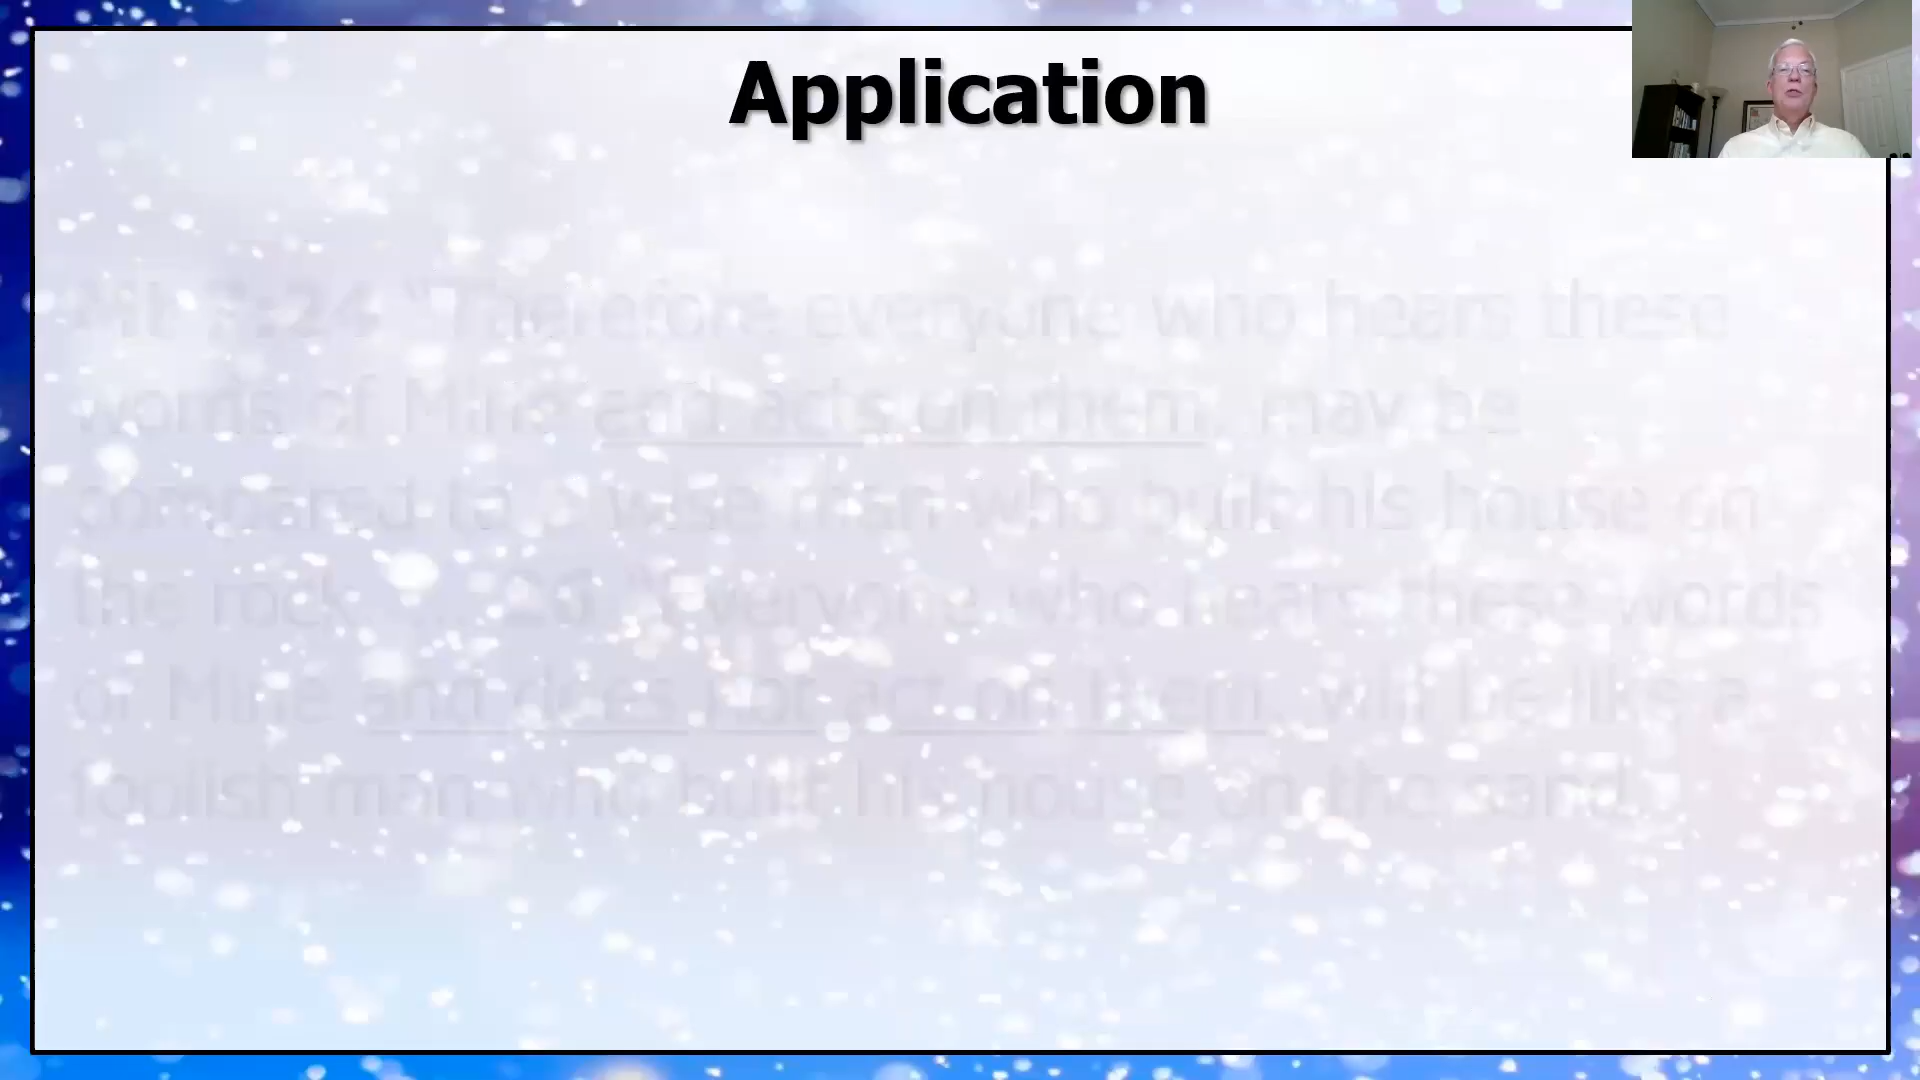 Application
Mt 7:24 "Therefore everyone who hears these
words of Mine and acts on them, may be
compared to a wise man who built his house on
the rock ... 26 "Everyone who hears these words
of Mine and does not act on them, will be like a
foolish man who built his house on the sand.